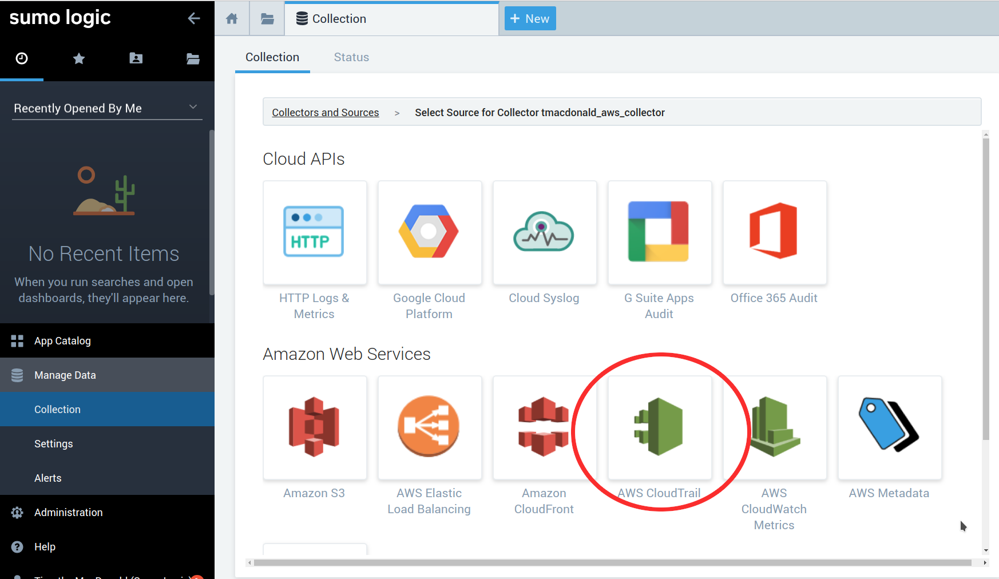 sumo logic
Collection
+ New
Collection
Status
Recently Opened By Me
Collectors and Sources > Select Source for Collector tmacdonald_aws_collector
No Recent Items
When you run searches and open
dashboards, they'll appear here.
App Catalog
Manage Data
Collection
Settings
Alerts
Administration
? Help
Cloud APIs
HTTP
HTTP Logs &
Metrics
Google Cloud
Platform
Cloud Syslog
G Suite Apps
Audit
Office 365 Audit
Amazon Web Services
Amazon S3
AWS Elastic
Load Balancing
Amazon
CloudFront
AWS CloudTrail
AWS
CloudWatch
Metrics
AWS Metadata